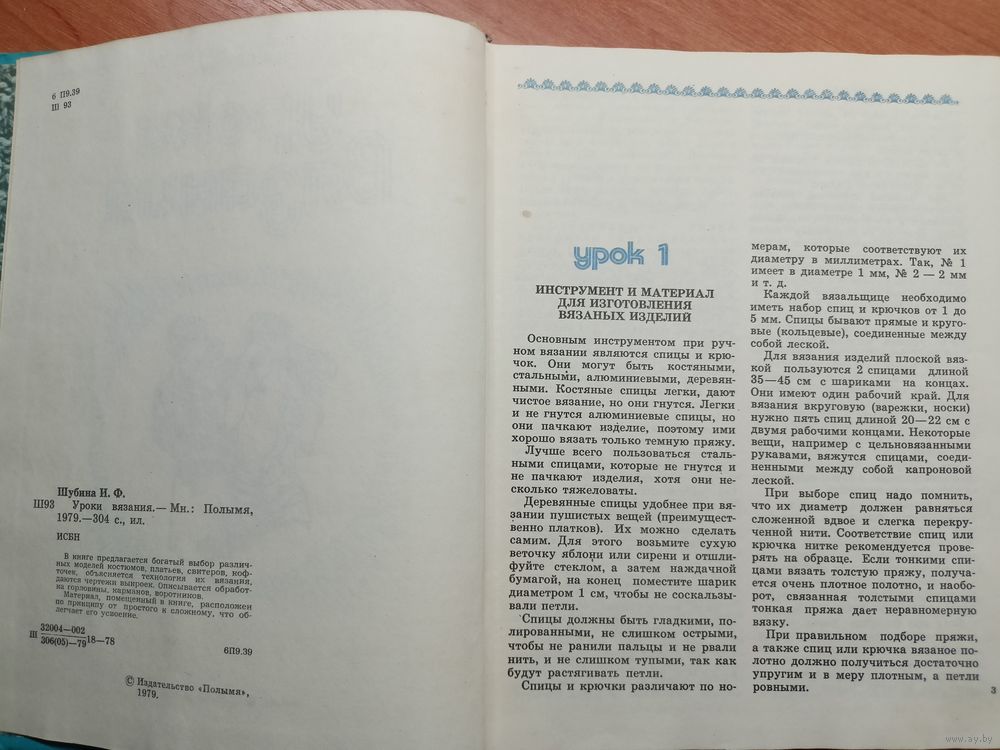 6 П9.39
Ш 93
Шубина И. Ф.
Ш93 Уроки вязания.— Мн.: Полымя,
1979.—304 с., ил.
ИСБН
В книге предлагается богатый выбор различ-
ных моделей костюмов, платьев, свитеров, коф-
точек, объясняется технология их вязания,
даются чертежи выкроек. Описывается обработ-
ка горловины, карманов, воротников.
Материал, помещенный в книге, расположен
по принципу от простого к сложному, что об-
легчает его усвоение.
32004—002
Ш 306(05)—79 18—78
6П9.39
© Издательство «Полымя»,
1979.
урок 1
ИНСТРУМЕНТ И МАТЕРИАЛ
ДЛЯ ИЗГОТОВЛЕНИЯ
ВЯЗАНЫХ ИЗДЕЛИЙ
Основным инструментом при руч-
ном вязании являются спицы и крю-
чок. Они могут быть костяными,
стальными, алюминиевыми, деревян-
ными. Костяные спицы легки, дают
чистое вязание, но они гнутся. Легки
и не гнутся алюминиевые спицы, но
они пачкают изделие, поэтому ими
хорошо вязать только темную пряжу.
Лучше всего пользоваться сталь-
ными спицами, которые не гнутся и
не пачкают изделия, хотя они не-
сколько тяжеловаты.
Деревянные спицы удобнее при вя-
зании пушистых вещей (преимущест-
венно платков). Их можно сделать
самим. Для этого возьмите сухую
веточку яблони или сирени и отшли-
фуйте стеклом, а затем наждачной
бумагой, на конец поместите шарик
диаметром 1 см, чтобы не соскальзы-
вали петли.
Спицы должны быть гладкими, по-
лированными, не слишком острыми,
чтобы не ранили пальцы и не рвали
нить, и не слишком тупыми, так как
будут растягивать петли.
Спицы и крючки различают по но-
мерам, которые соответствуют их
диаметру в миллиметрах. Так, № 1
имеет в диаметре 1 мм, № 2 — 2 мм
и т. д.
Каждой вязальщице необходимо
иметь набор спиц и крючков от 1 до
5 мм. Спицы бывают прямые и круго-
вые (кольцевые), соединенные между
собой леской.
Для вязания изделий плоской вяз-
кой пользуются 2 спицами длиной
35—45 см с шариками на концах.
Они имеют один рабочий край. Для
вязания вкруговую (варежки, носки)
нужно пять спиц длиной 20—22 см с
двумя рабочими концами. Некоторые
вещи, например с цельновязанными
рукавами, вяжутся спицами, соеди-
ненными между собой капроновой
леской.
При выборе спиц надо помнить,
что их диаметр должен равняться
сложенной вдвое и слегка перекру-
ченной нити. Соответствие спиц или
крючка нитке рекомендуется прове-
рять на образце. Если тонкими спи-
цами вязать толстую пряжу, получа-
ется очень плотное полотно, и наобо-
рот, связанная толстыми спицами
тонкая пряжа дает неравномерную
вязку.
При правильном подборе пряжи,
а также спиц или крючка вязаное по-
лотно должно получиться достаточно
упругим и в меру плотным, а петли
ровными.
3
www.ay.by